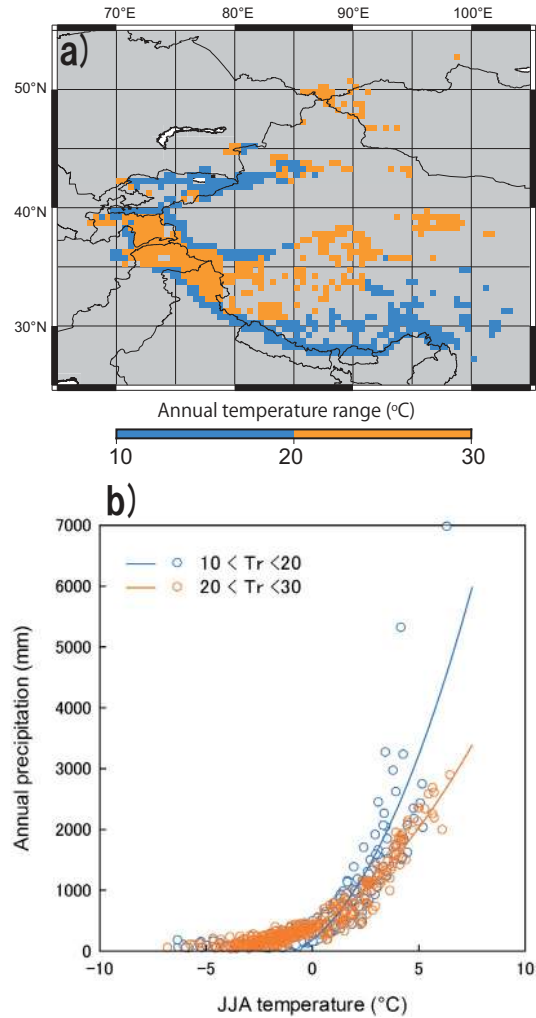 70°E 80°E 90°E 100°E
a)
50°N
40°N
30°N
Annual temperature range (°C)
10 20 30
b)
7000
10 < Tr <20
6000
20 < Tr <30
5000
4000
3000
2000
1000
0
Annual precipitation (mm)
-10 -5 0 5 10
JJA temperature (°C)